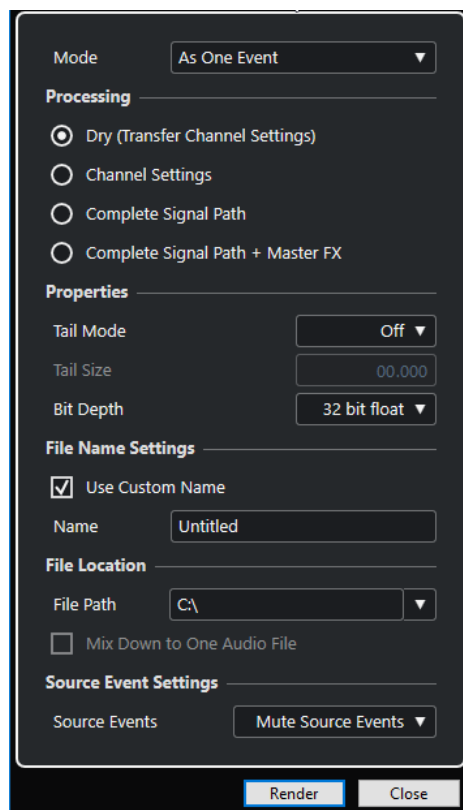 Mode As One Event
Processing
Dry (Transfer Channel Settings)
Channel Settings
Complete Signal Path
Complete Signal Path + Master FX
Properties
Tail Mode Off
Tail Size 00.000
Bit Depth 32 bit float
File Name Settings
Use Custom Name
Name Untitled
File Location
File Path C:\
Mix Down to One Audio File
Source Event Settings
Source Events Mute Source Events
Render Close